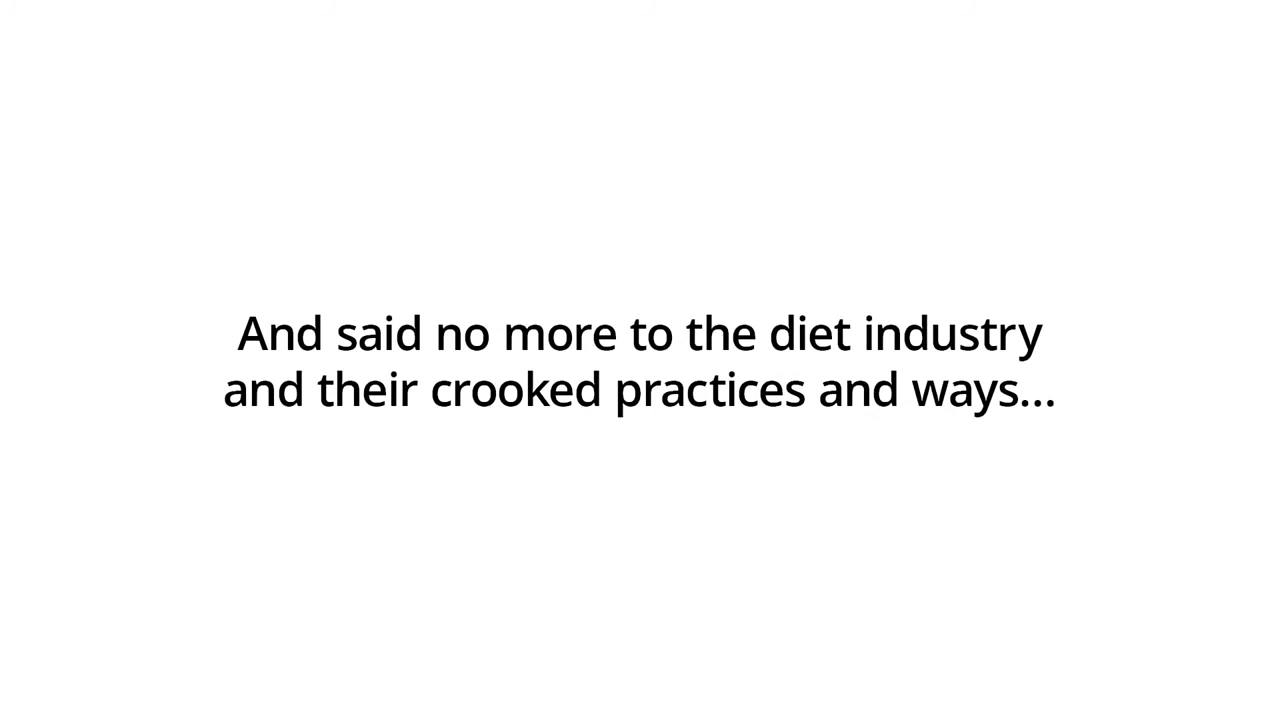 And said no more to the diet industry
and their crooked practices and ways...